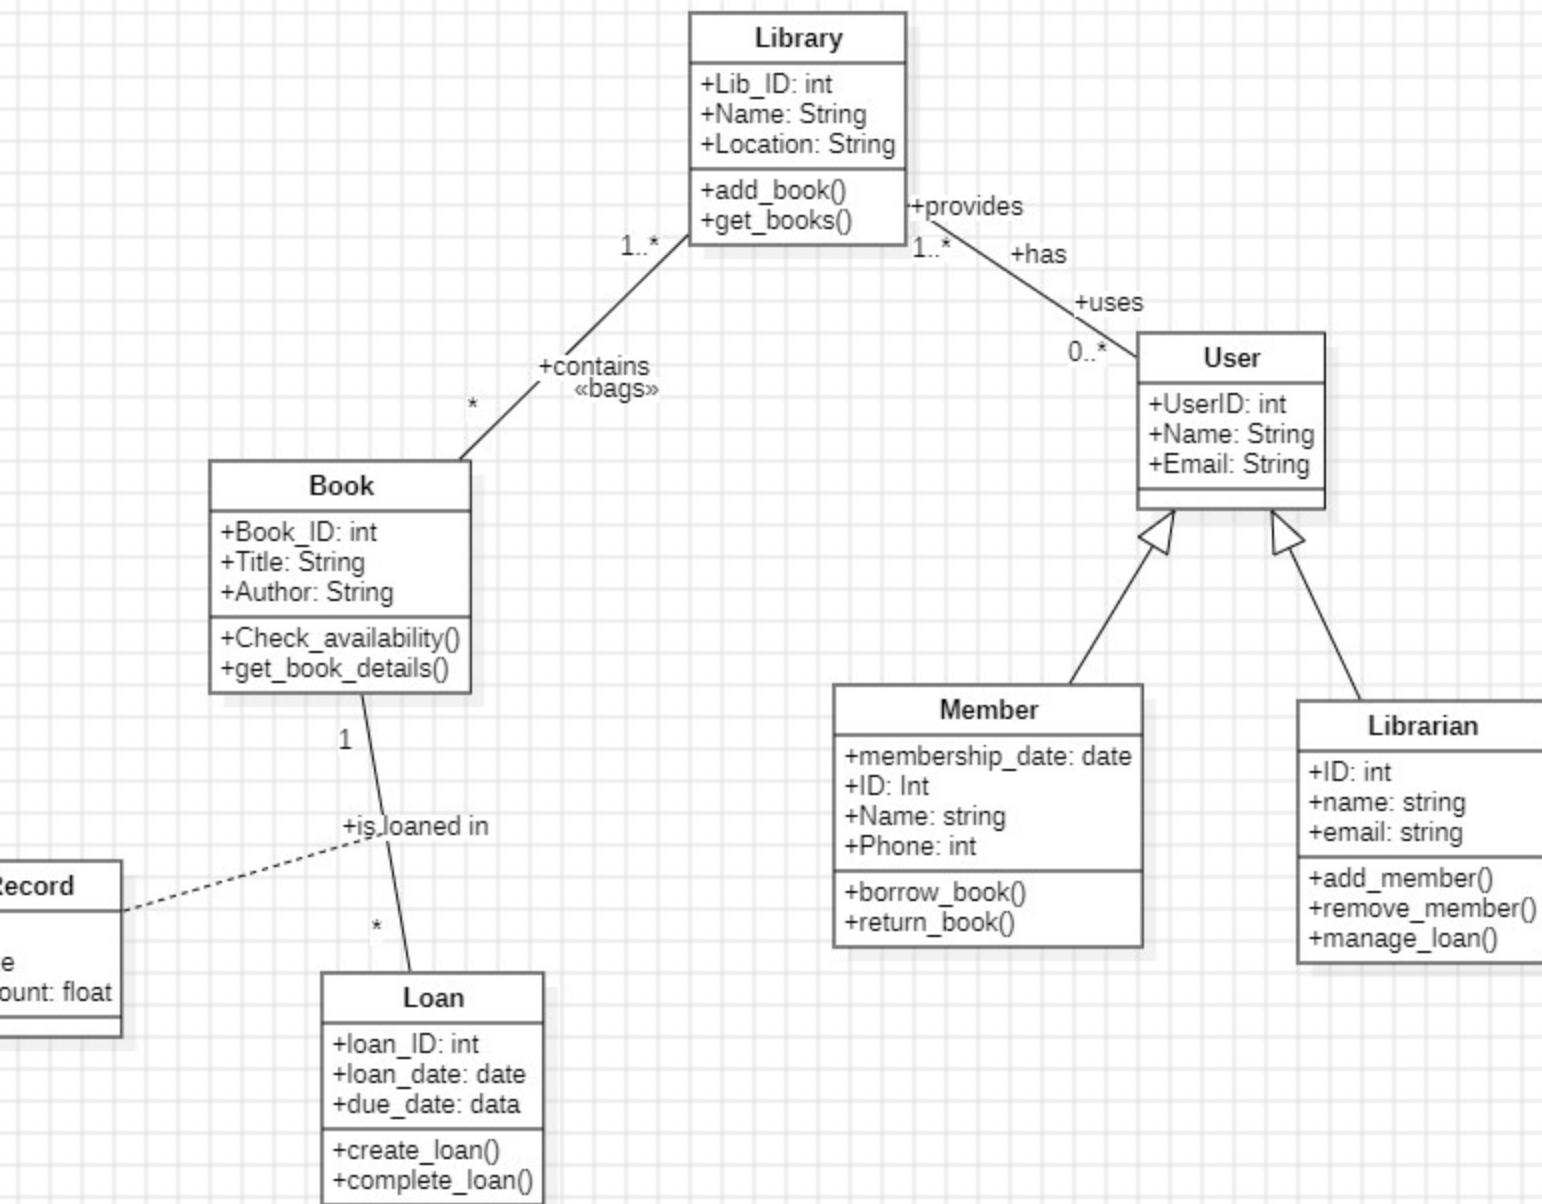 Library
+Lib_ID: int
+Name: String
+Location: String
+add_book()
+get_books()
1..*
+contains
«bags»
*
+provides
1..*
+has
+uses
0..*
User
+UserID: int
+Name: String
+Email: String
Book
+Book_ID: int
+Title: String
+Author: String
+Check_availability()
+get_book_details()
1
+is loaned in
*
Record
e
ount: float
Loan
+loan_ID: int
+loan_date: date
+due_date: data
+create_loan()
+complete_loan()
Member
+membership_date: date
+ID: Int
+Name: string
+Phone: int
+borrow_book()
+return_book()
Librarian
+ID: int
+name: string
+email: string
+add_member()
+remove_member()
+manage_loan()